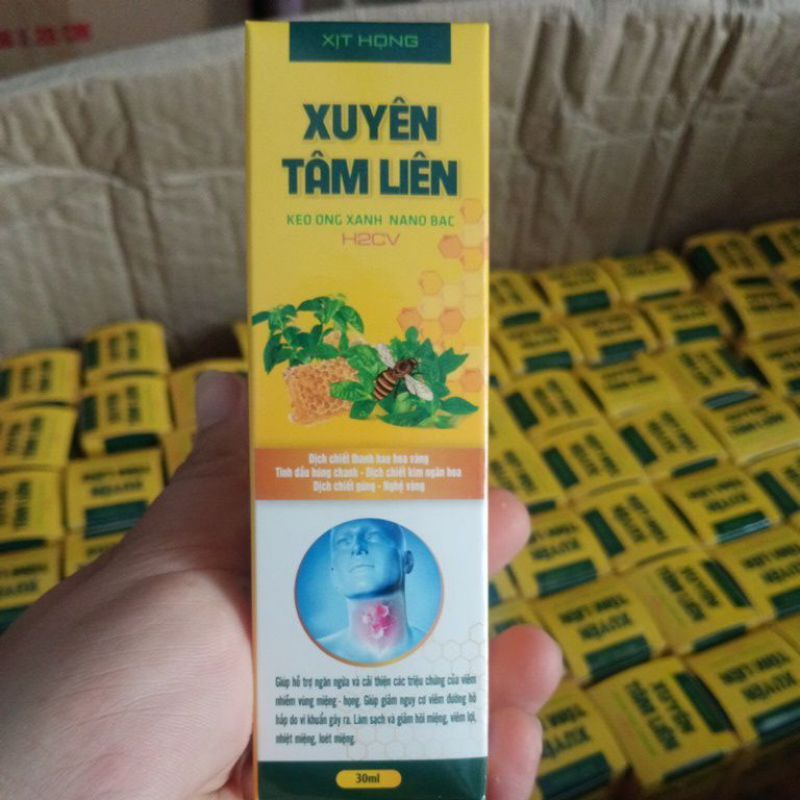 XỊT HỌNG
XUYÊN
TÂM LIÊN
KEO ONG XANH NANO BẠC
H2CV
Dịch chiết thanh hao hoa vàng
Tinh dầu húng chanh - Dịch chiết kim ngân hoa
Dịch chiết gừng - Nghệ vàng
Giúp hỗ trợ ngăn ngừa và cải thiện các triệu chứng của viêm
nhiễm vùng miệng - họng. Giúp giảm nguy cơ viêm đường hô
hấp do vi khuẩn gây ra. Làm sạch và giảm hôi miệng, viêm lợi,
nhiệt miệng, loét miệng.
30ml